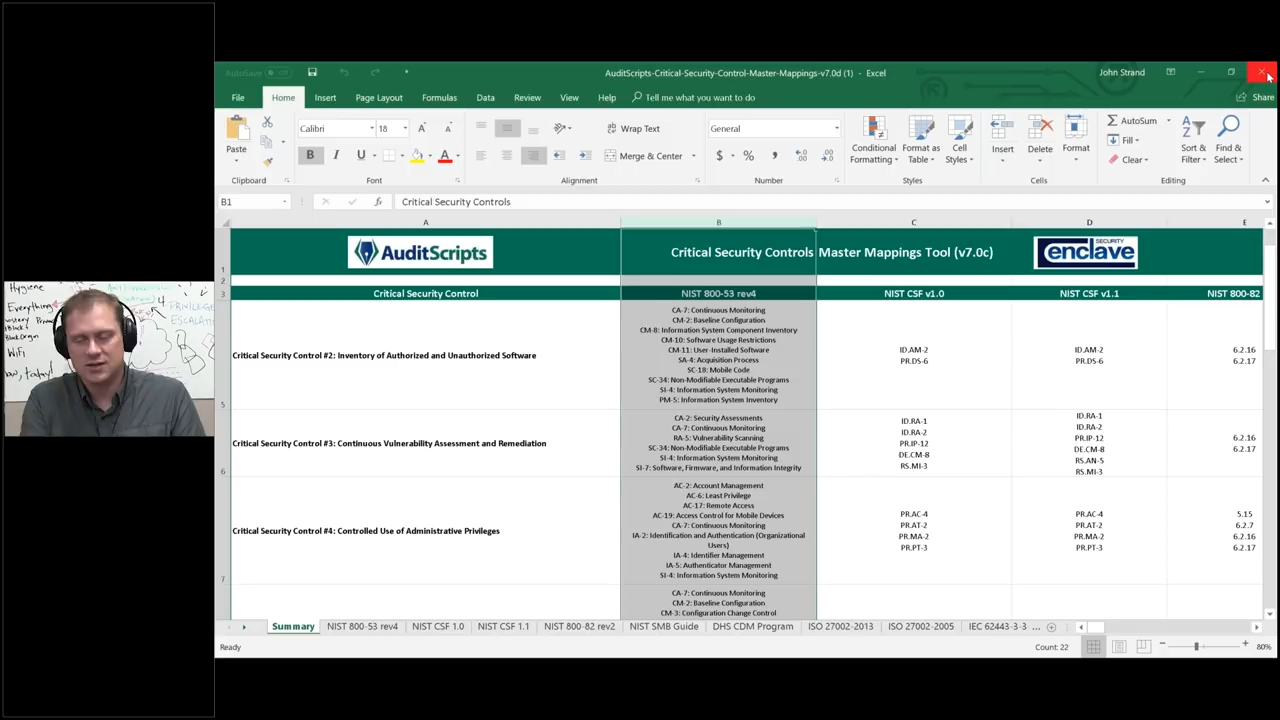 AutoSave
Off
AuditScripts-Critical-Security-Control-Master-Mappings-v7.0d (1) - Excel
John Strand
File
Home
Insert
Page Layout
Formulas
Data
Review
View
Help
Tell me what you want to do
Share
Paste
Calibri
18
B I U
Wrap Text
Merge & Center
General
$ % ,
Conditional Formatting
Format as Table
Cell Styles
Insert
Delete
Format
AutoSum
Fill
Clear
Sort & Filter
Find & Select
Clipboard
Font
Alignment
Number
Styles
Cells
Editing
B1
fx
Critical Security Controls
A
B
C
D
E
1
AuditScripts
Critical Security Controls Master Mappings Tool (v7.0c)
SECURITY
enclave
2
3
Critical Security Control
NIST 800-53 rev4
NIST CSF v1.0
NIST CSF v1.1
NIST 800-82
5
Critical Security Control #2: Inventory of Authorized and Unauthorized Software
CA-7: Continuous Monitoring
CM-2: Baseline Configuration
CM-8: Information System Component Inventory
CM-10: Software Usage Restrictions
CM-11: User-Installed Software
SA-4: Acquisition Process
SC-18: Mobile Code
SC-34: Non-Modifiable Executable Programs
SI-4: Information System Monitoring
PM-5: Information System Inventory
ID.AM-2
PR.DS-6
ID.AM-2
PR.DS-6
6.2.16
6.2.17
6
Critical Security Control #3: Continuous Vulnerability Assessment and Remediation
CA-2: Security Assessments
CA-7: Continuous Monitoring
RA-5: Vulnerability Scanning
SC-34: Non-Modifiable Executable Programs
SI-4: Information System Monitoring
SI-7: Software, Firmware, and Information Integrity
ID.RA-1
ID.RA-2
PR.IP-12
DE.CM-8
RS.MI-3
ID.RA-1
ID.RA-2
PR.IP-12
DE.CM-8
RS.AN-5
RS.MI-3
6.2.16
6.2.17
7
Critical Security Control #4: Controlled Use of Administrative Privileges
AC-2: Account Management
AC-6: Least Privilege
AC-17: Remote Access
AC-19: Access Control for Mobile Devices
CA-7: Continuous Monitoring
IA-2: Identification and Authentication (Organizational
Users)
IA-4: Identifier Management
IA-5: Authenticator Management
SI-4: Information System Monitoring
PR.AC-4
PR.AT-2
PR.MA-2
PR.PT-3
PR.AC-4
PR.AT-2
PR.MA-2
PR.PT-3
5.15
6.2.7
6.2.16
6.2.17
CA-7: Continuous Monitoring
CM-2: Baseline Configuration
CM-3: Configuration Change Control
Summary
NIST 800-53 rev4
NIST CSF 1.0
NIST CSF 1.1
NIST 800-82 rev2
NIST SMB Guide
DHS CDM Program
ISO 27002-2013
ISO 27002-2005
IEC 62443-3-3
...
Ready
Count: 22
80%
Hygiene
Everything
WiFi
today!
PRIVILEGE
ESCALATI